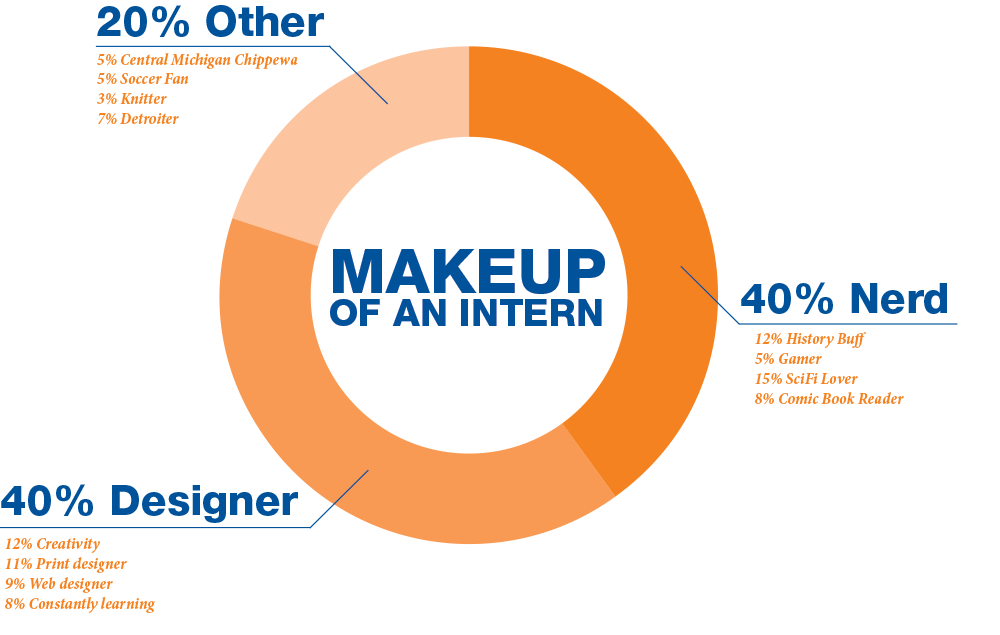 20% Other
5% Central Michigan Chippewa
5% Soccer Fan
3% Knitter
7% Detroiter
MAKEUP
OF AN INTERN
40% Nerd
12% History Buff
5% Gamer
15% SciFi Lover
8% Comic Book Reader
40% Designer
12% Creativity
11% Print designer
9% Web designer
8% Constantly learning